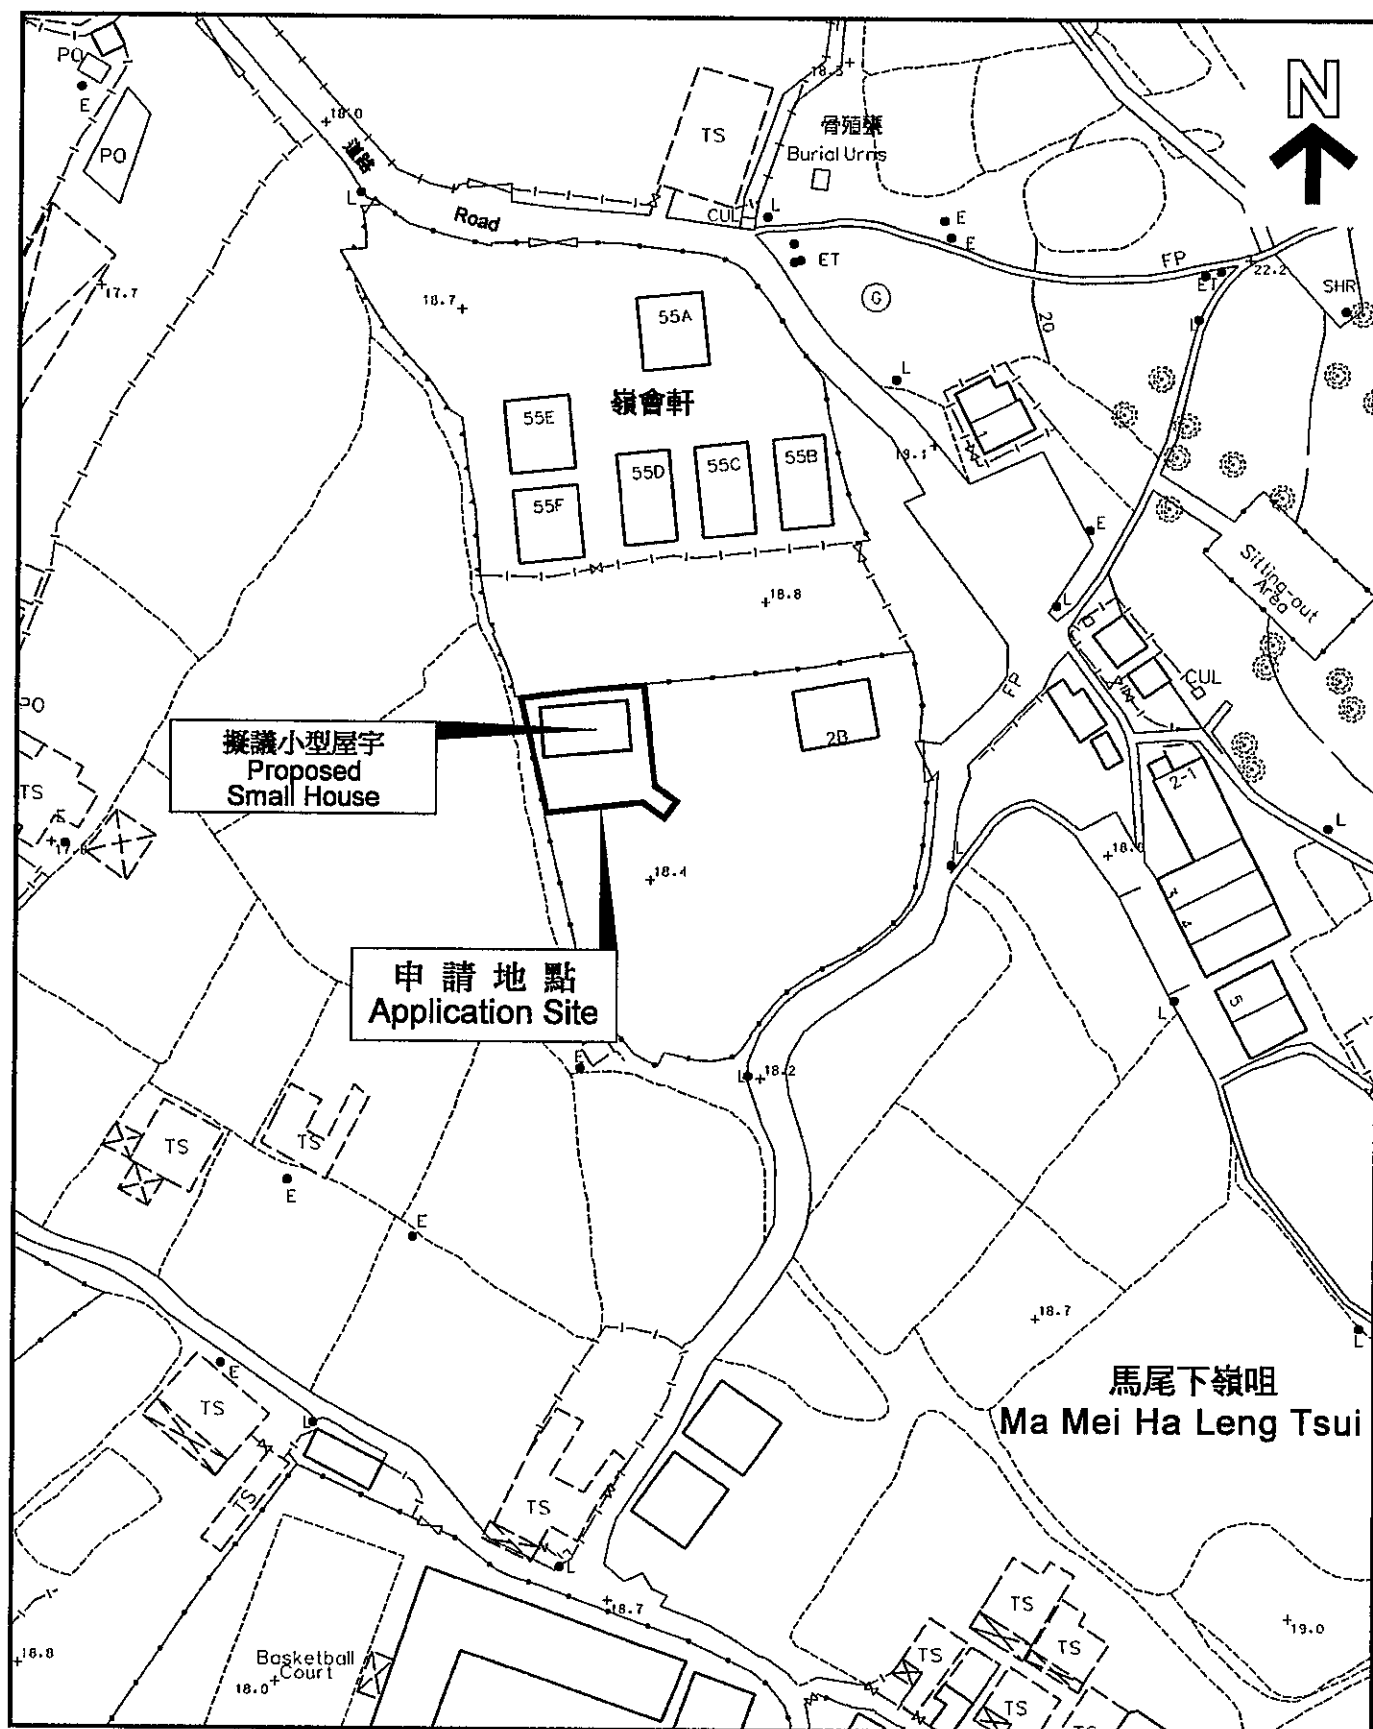 N
PO
E
PO
18.0
道路
L
Road
TS
18.3
骨殖甕
Burial Urns
CUL
L
E
E
ET
FP
ET
22.2
SHR
17.7
18.7
55A
G
20
L
L
嶺會軒
55E
55D
55C
55B
55F
19.1
1
E
Sitting-out
Area
18.8
L
FP
CUL
PO
擬議小型屋宇
Proposed
Small House
2B
TS
E
2-1
L
18.4
L
3
4
申請地點
Application Site
5
L
E
L
18.2
TS
TS
E
E
18.7
L
馬尾下嶺咀
Ma Mei Ha Leng Tsui
E
TS
L
TS
TS
L
18.7
TS
TS
TS
TS
TS
19.0
18.8
Basketball
Court
18.0